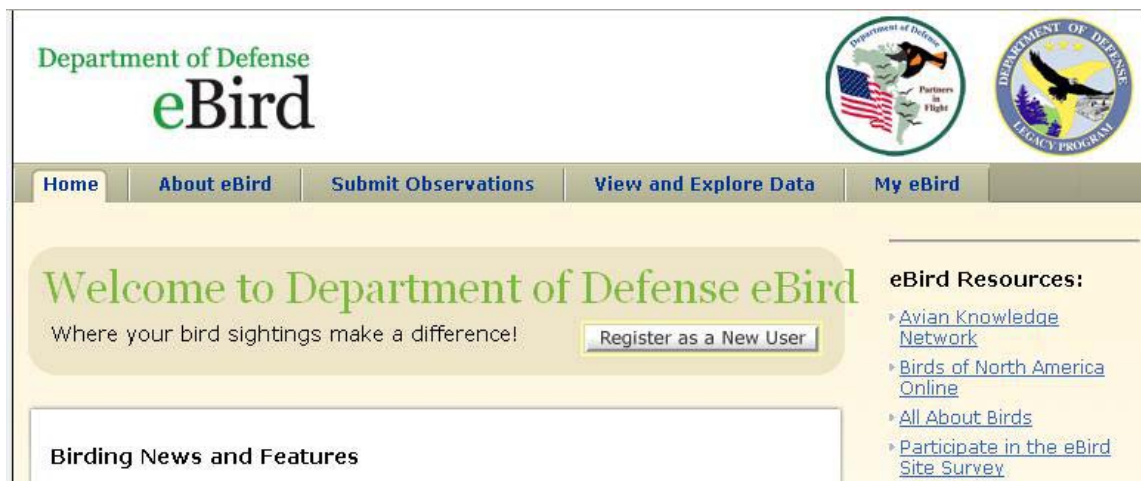 Department of Defense
eBird
Department of Defense
Partners
in
Flight
DEPARTMENT OF DEFENSE
LEGACY PROGRAM
Home
About eBird
Submit Observations
View and Explore Data
My eBird
Welcome to Department of Defense eBird
Where your bird sightings make a difference!
Register as a New User
eBird Resources:
Avian Knowledge
Network
Birds of North America
Online
All About Birds
Participate in the eBird
Site Survey
Birding News and Features